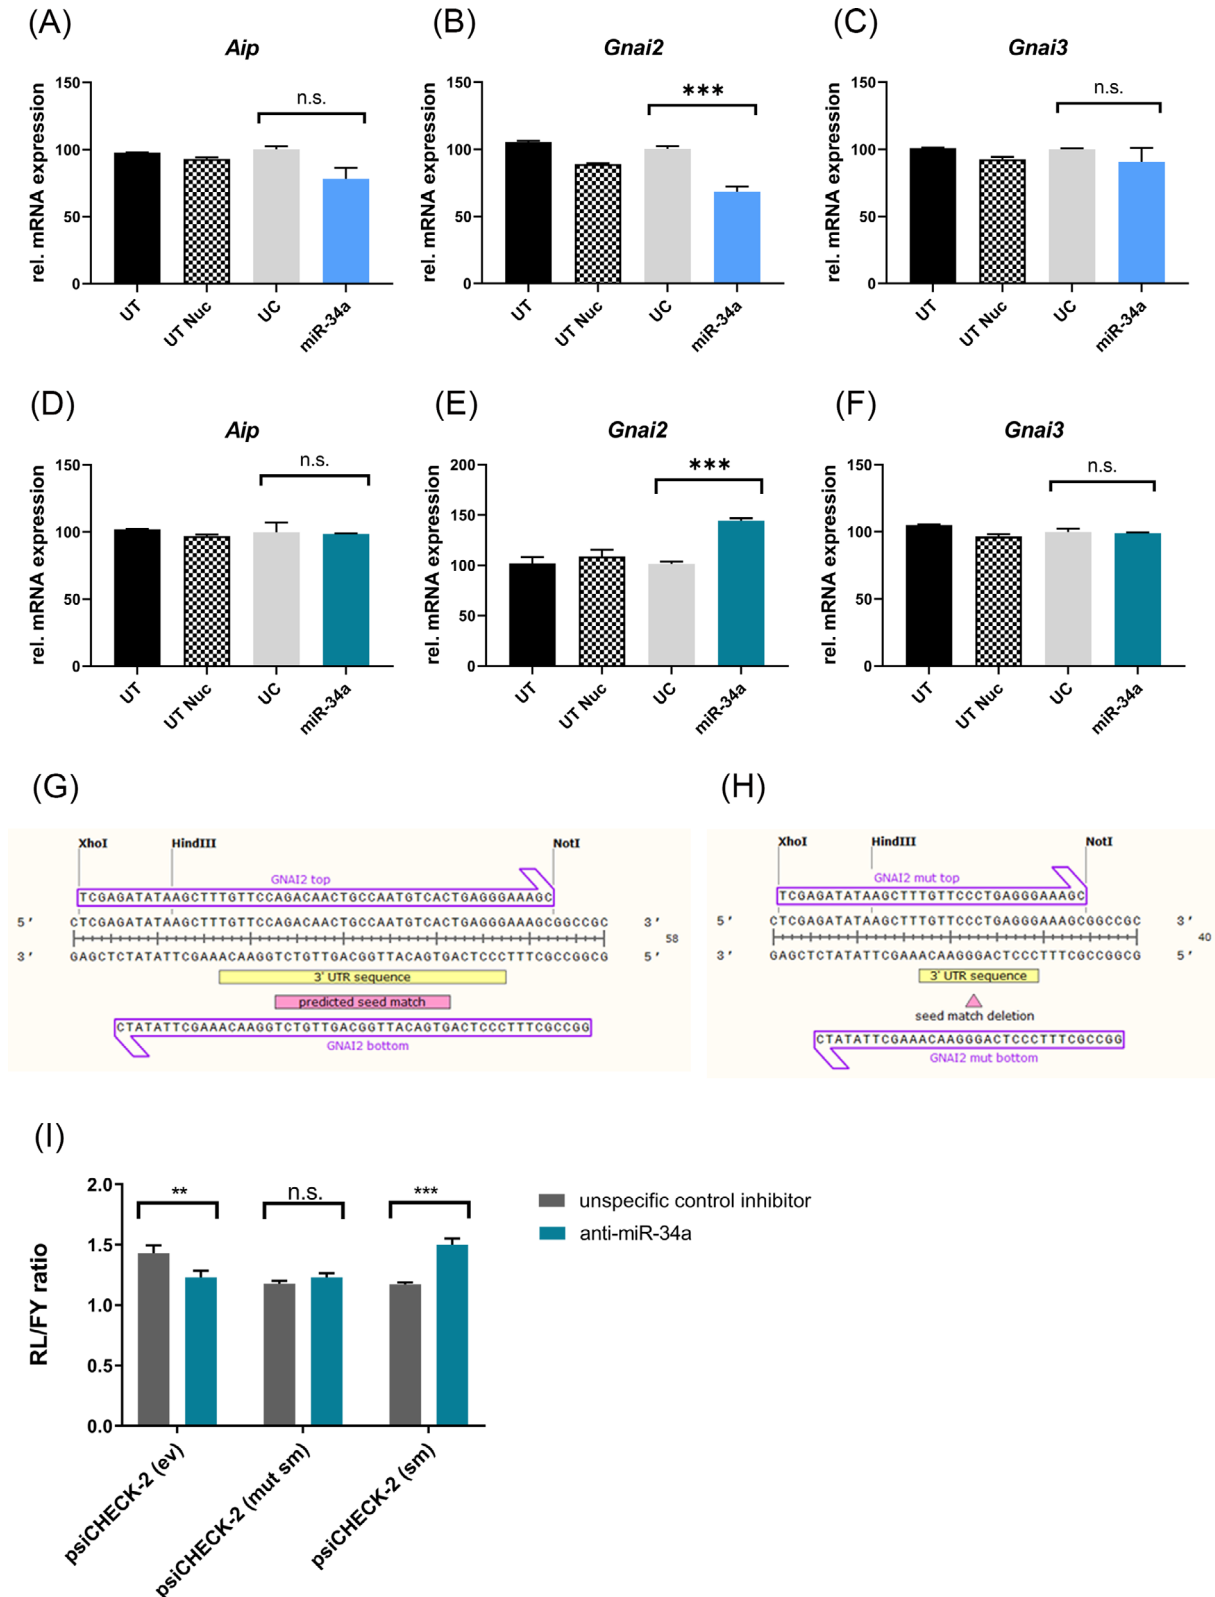 (A)
Aip
rel. mRNA expression
150
100
50
0
n.s.
UT
UT Nuc
UC
miR-34a
(B)
Gnai2
rel. mRNA expression
150
100
50
0
***
UT
UT Nuc
UC
miR-34a
(C)
Gnai3
rel. mRNA expression
150
100
50
0
n.s.
UT
UT Nuc
UC
miR-34a
(D)
Aip
rel. mRNA expression
150
100
50
0
n.s.
UT
UT Nuc
UC
miR-34a
(E)
Gnai2
rel. mRNA expression
200
150
100
50
0
***
UT
UT Nuc
UC
miR-34a
(F)
Gnai3
rel. mRNA expression
150
100
50
0
n.s.
UT
UT Nuc
UC
miR-34a
(G)
XhoI HindIII NotI
GNAI2 top
TCGAGATATAAGCTTTGTTCCAGACAACTGCCAATGTCACTGAGGGAAAGC
5' CTCGAGATATAAGCTTTGTTCCAGACAACTGCCAATGTCACTGAGGGAAAGCGGCCGC 3'
58
3' GAGCTCTATATTCGAAACAAGGTCTGTTGACGGTTACAGTGACTCCCTTTCGCCGGCG 5'
3' UTR sequence
predicted seed match
CTATATTCGAAACAAGGTCTGTTGACGGTTACAGTGACTCCCTTTCGCCGG
GNAI2 bottom
(H)
XhoI HindIII NotI
GNAI2 mut top
TCGAGATATAAGCTTTGTTCCCTGAGGGAAAGC
5' CTCGAGATATAAGCTTTGTTCCCTGAGGGAAAGCGGCCGC 3'
40
3' GAGCTCTATATTCGAAACAAGGGACTCCCTTTCGCCGGCG 5'
3' UTR sequence
seed match deletion
CTATATTCGAAACAAGGGACTCCCTTTCGCCGG
GNAI2 mut bottom
(I)
RL/FY ratio
2.0
1.5
1.0
0.5
0.0
**
n.s.
***
unspecific control inhibitor
anti-miR-34a
psiCHECK-2 (ev)
psiCHECK-2 (mut sm)
psiCHECK-2 (sm)